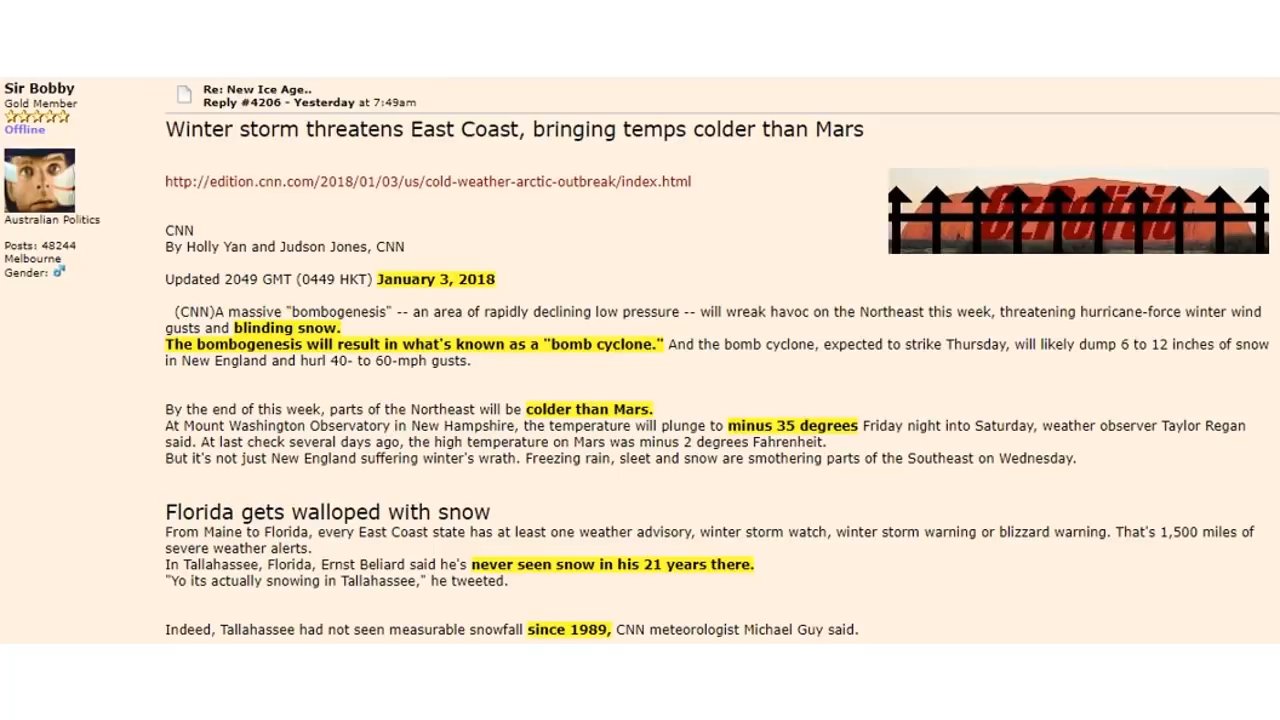 Sir Bobby
Gold Member
Offline
Australian Politics
Posts: 48244
Melbourne
Gender:
Re: New Ice Age..
Reply #4206 - Yesterday at 7:49am
Winter storm threatens East Coast, bringing temps colder than Mars
http://edition.cnn.com/2018/01/03/us/cold-weather-arctic-outbreak/index.html
OzPolitic
CNN
By Holly Yan and Judson Jones, CNN
Updated 2049 GMT (0449 HKT) January 3, 2018
(CNN)A massive "bombogenesis" -- an area of rapidly declining low pressure -- will wreak havoc on the Northeast this week, threatening hurricane-force winter wind
gusts and blinding snow.
The bombogenesis will result in what's known as a "bomb cyclone." And the bomb cyclone, expected to strike Thursday, will likely dump 6 to 12 inches of snow
in New England and hurl 40- to 60-mph gusts.
By the end of this week, parts of the Northeast will be colder than Mars.
At Mount Washington Observatory in New Hampshire, the temperature will plunge to minus 35 degrees Friday night into Saturday, weather observer Taylor Regan
said. At last check several days ago, the high temperature on Mars was minus 2 degrees Fahrenheit.
But it's not just New England suffering winter's wrath. Freezing rain, sleet and snow are smothering parts of the Southeast on Wednesday.
Florida gets walloped with snow
From Maine to Florida, every East Coast state has at least one weather advisory, winter storm watch, winter storm warning or blizzard warning. That's 1,500 miles of
severe weather alerts.
In Tallahassee, Florida, Ernst Beliard said he's never seen snow in his 21 years there.
"Yo its actually snowing in Tallahassee," he tweeted.
Indeed, Tallahassee had not seen measurable snowfall since 1989, CNN meteorologist Michael Guy said.